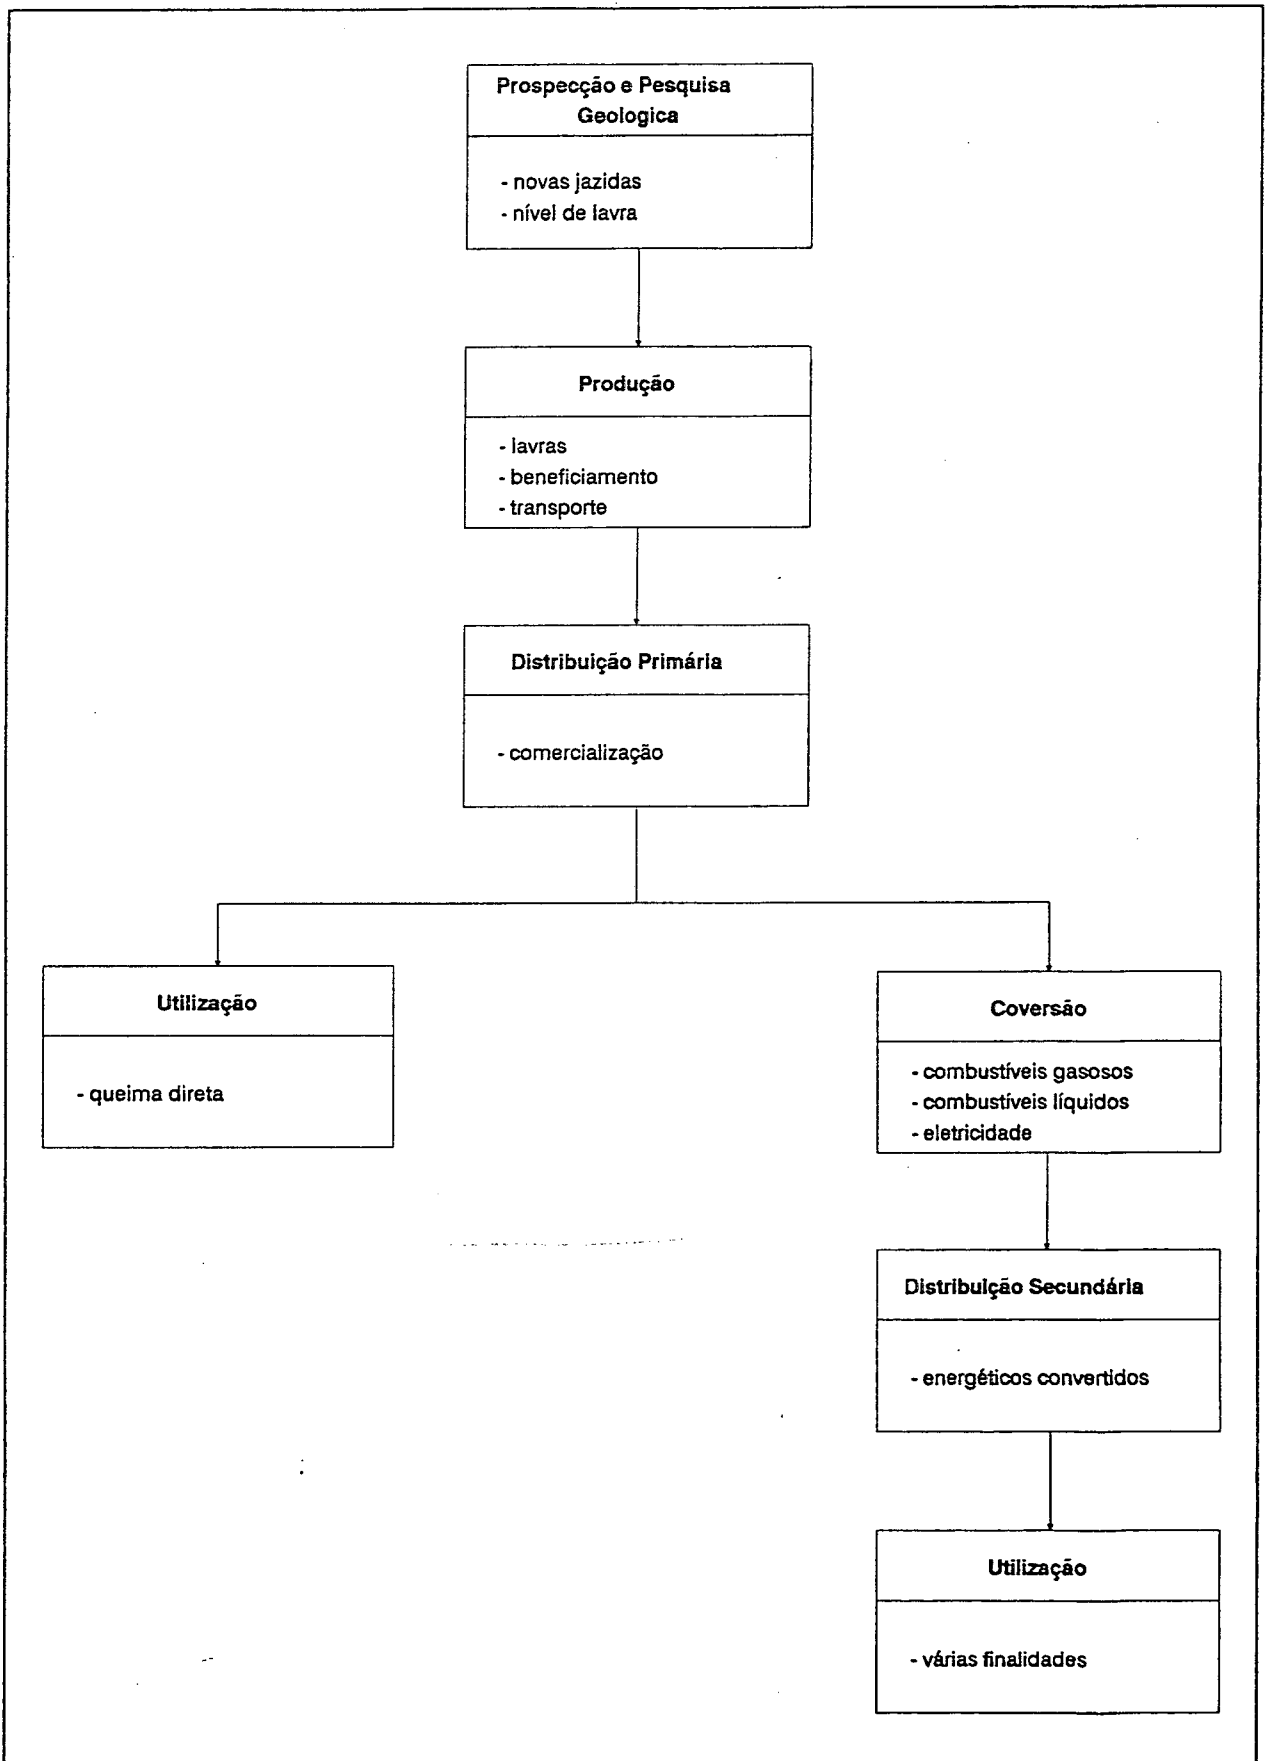 Prospecção e Pesquisa
Geologica
- novas jazidas
- nível de lavra
Produção
- lavras
- beneficiamento
- transporte
Distribuição Primária
- comercialização
Utilização
- queima direta
Coversão
- combustíveis gasosos
- combustíveis líquidos
- eletricidade
Distribuição Secundária
- energéticos convertidos
Utilização
- várias finalidades